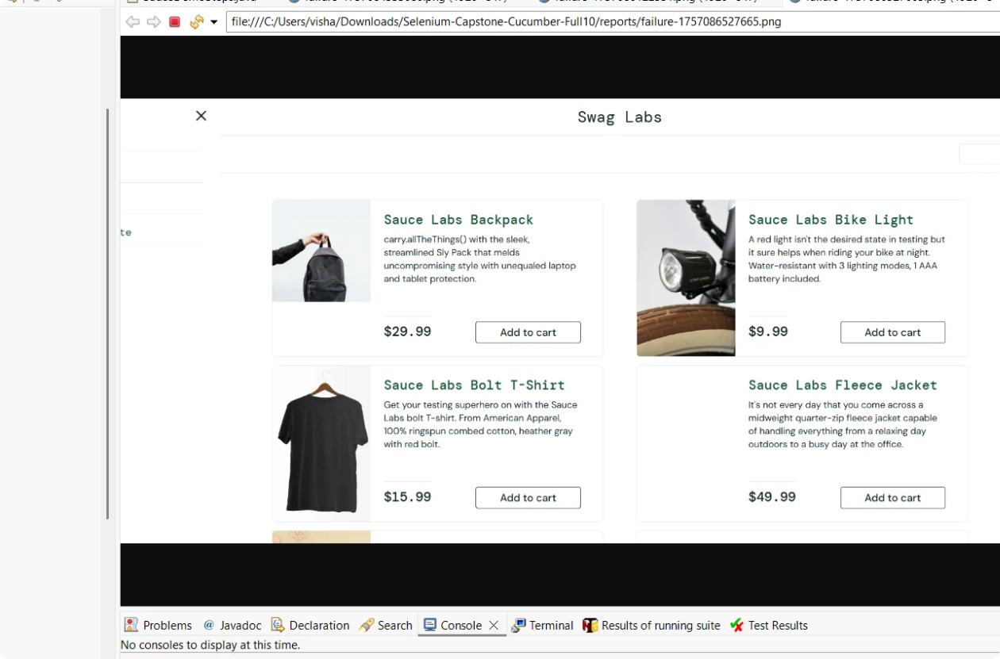 file:///C:/Users/visha/Downloads/Selenium-Capstone-Cucumber-Full10/reports/failure-1757086527665.png
Swag Labs
te
Sauce Labs Backpack
carry.allTheThings() with the sleek,
streamlined Sly Pack that melds
uncompromising style with unequaled laptop
and tablet protection.
$29.99
Add to cart
Sauce Labs Bike Light
A red light isn't the desired state in testing but
it sure helps when riding your bike at night.
Water-resistant with 3 lighting modes, 1 AAA
battery included.
$9.99
Add to cart
Sauce Labs Bolt T-Shirt
Get your testing superhero on with the Sauce
Labs bolt T-shirt. From American Apparel,
100% ringspun combed cotton, heather gray
with red bolt.
$15.99
Add to cart
Sauce Labs Fleece Jacket
It's not every day that you come across a
midweight quarter-zip fleece jacket capable
of handling everything from a relaxing day
outdoors to a busy day at the office.
$49.99
Add to cart
Problems @ Javadoc Declaration Search Console Terminal Results of running suite Test Results
No consoles to display at this time.